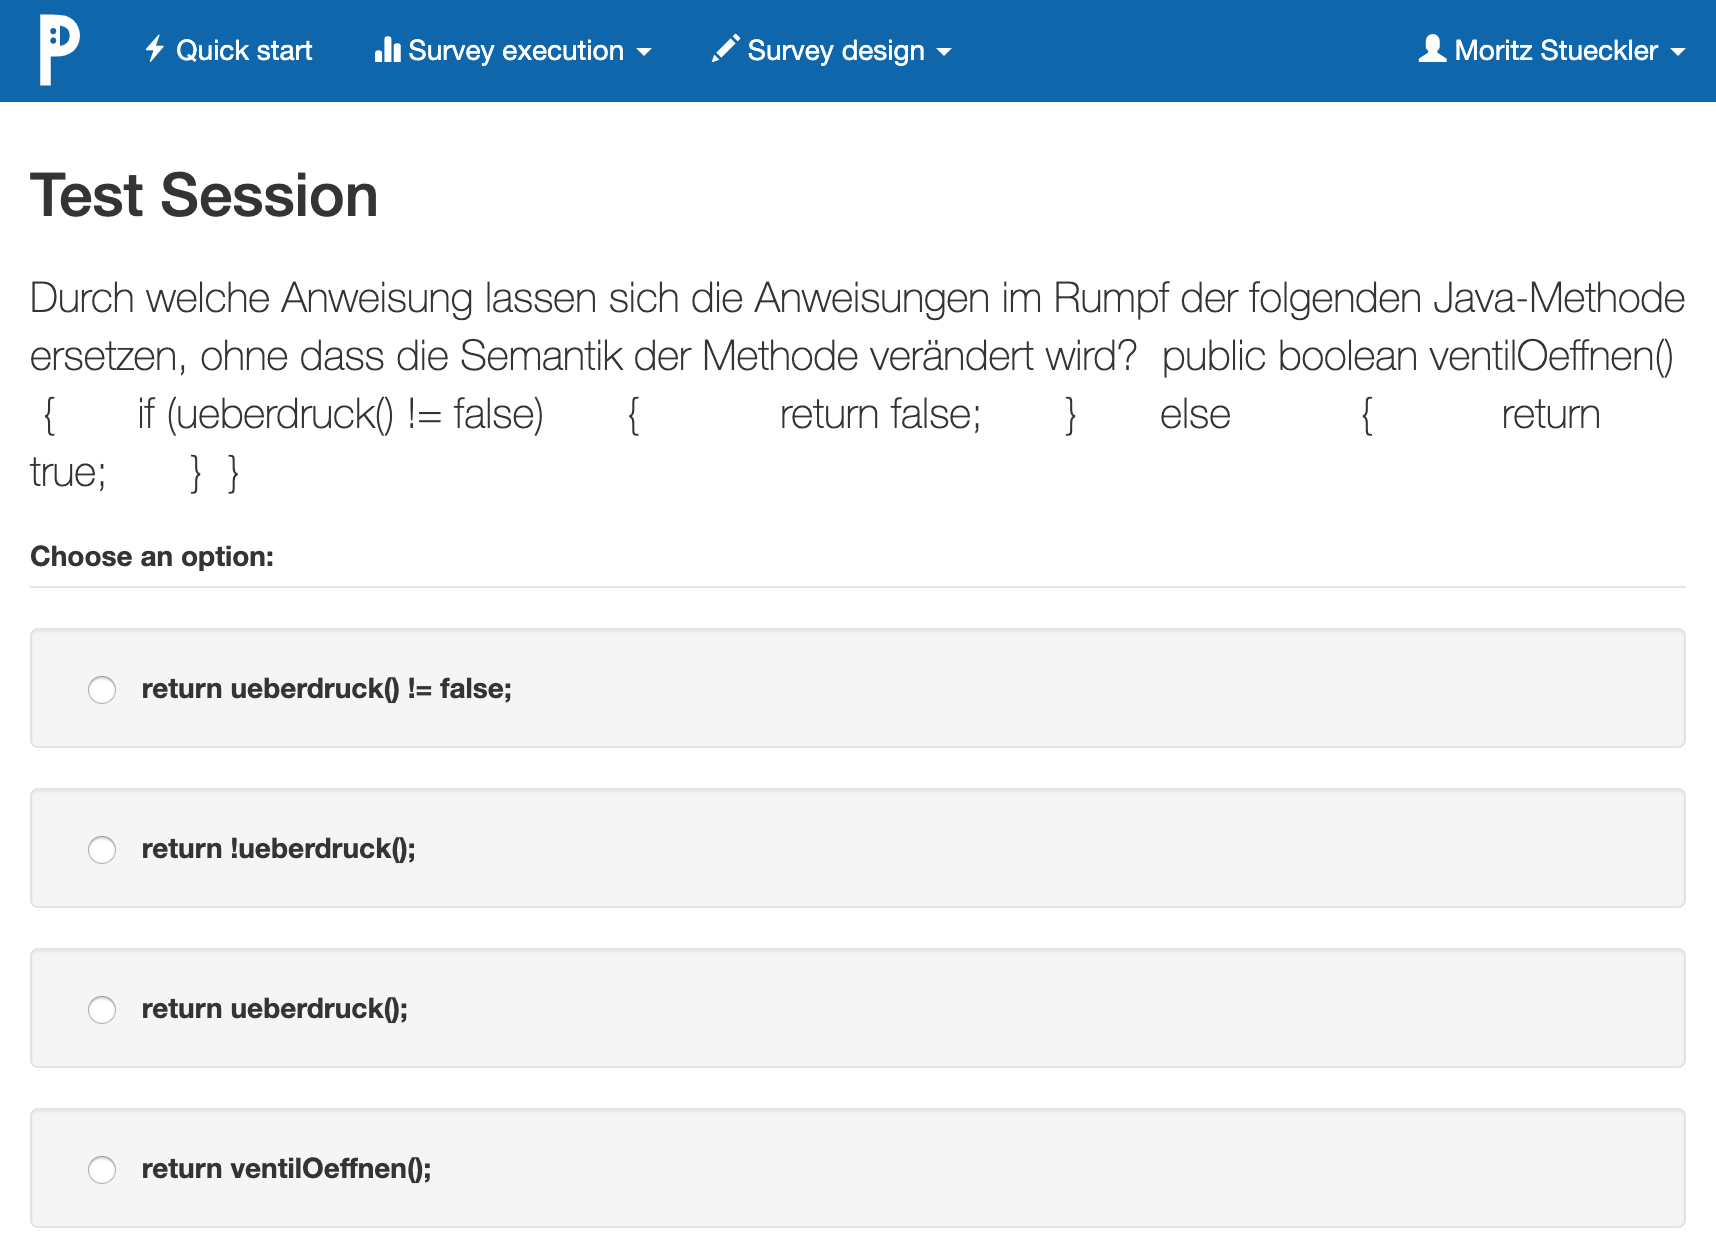 Quick start Survey execution Survey design Moritz Stueckler
Test Session
Durch welche Anweisung lassen sich die Anweisungen im Rumpf der folgenden Java-Methode
ersetzen, ohne dass die Semantik der Methode verändert wird? public boolean ventilOeffnen()
{ if (ueberdruck() != false) { return false; } else { return
true; } }
Choose an option:
return ueberdruck() != false;
return !ueberdruck();
return ueberdruck();
return ventilOeffnen();